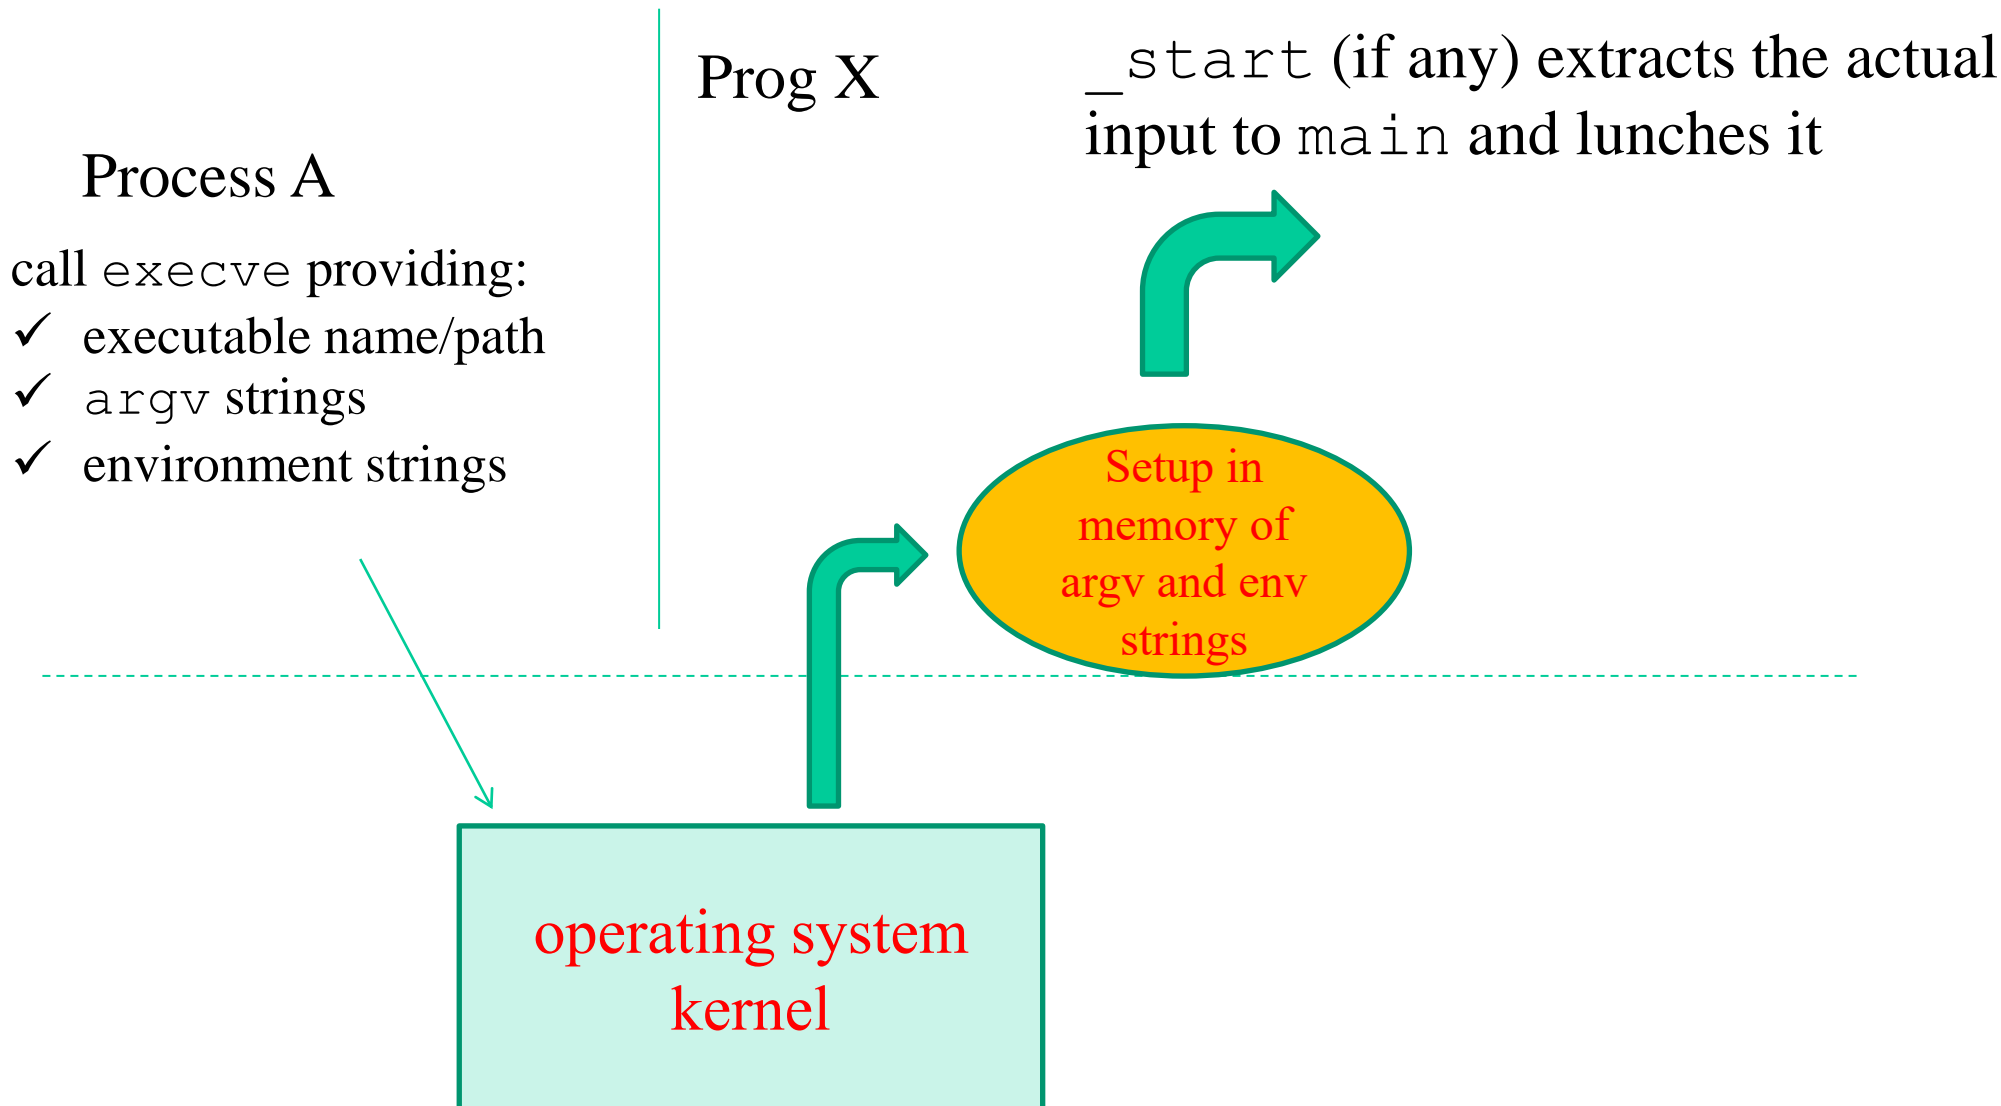 Process A
call execve providing:
✓ executable name/path
✓ argv strings
✓ environment strings
Prog X
_start (if any) extracts the actual
input to main and lunches it
Setup in
memory of
argv and env
strings
operating system
kernel